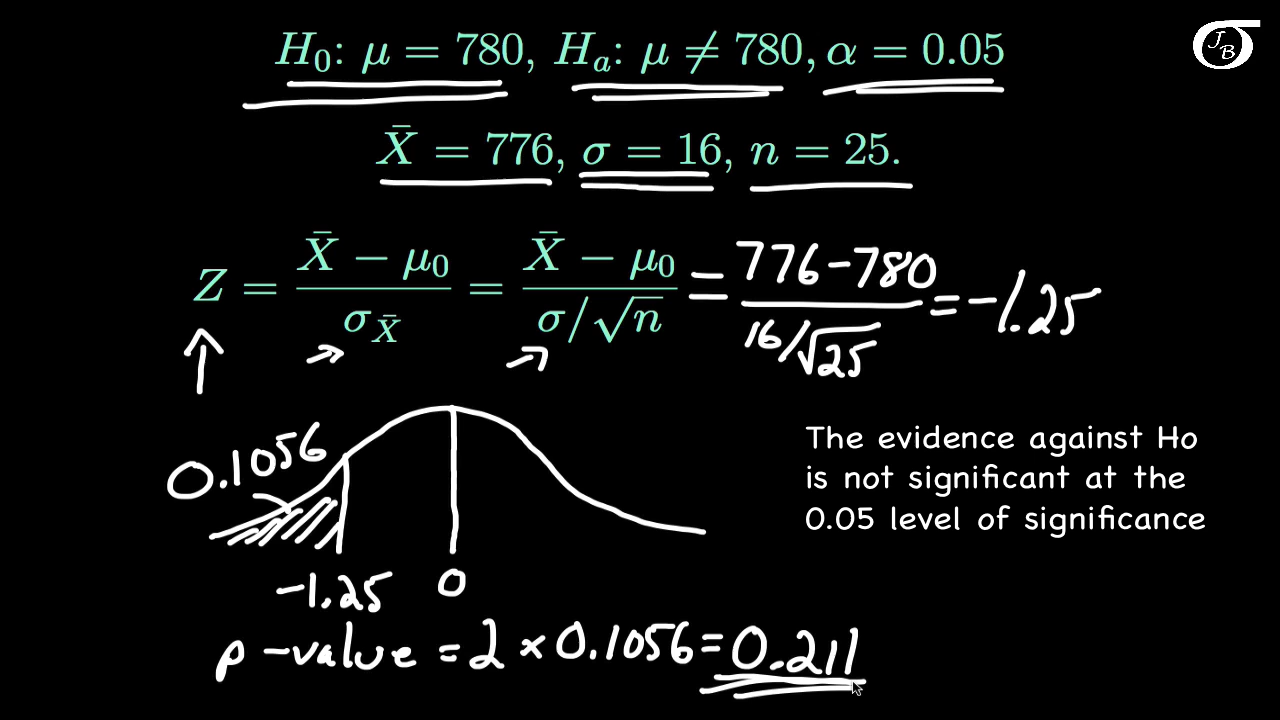 JB
H₀: μ = 780, Hₐ: μ ≠ 780, α = 0.05
X̄ = 776, σ = 16, n = 25.
Z = (X̄ − μ₀)/σ_X̄ = (X̄ − μ₀)/(σ/√n) = (776−780)/(16/√25) = −1.25
0.1056
The evidence against Ho
is not significant at the
0.05 level of significance
−1.25 0
p-value = 2 × 0.1056 = 0.211